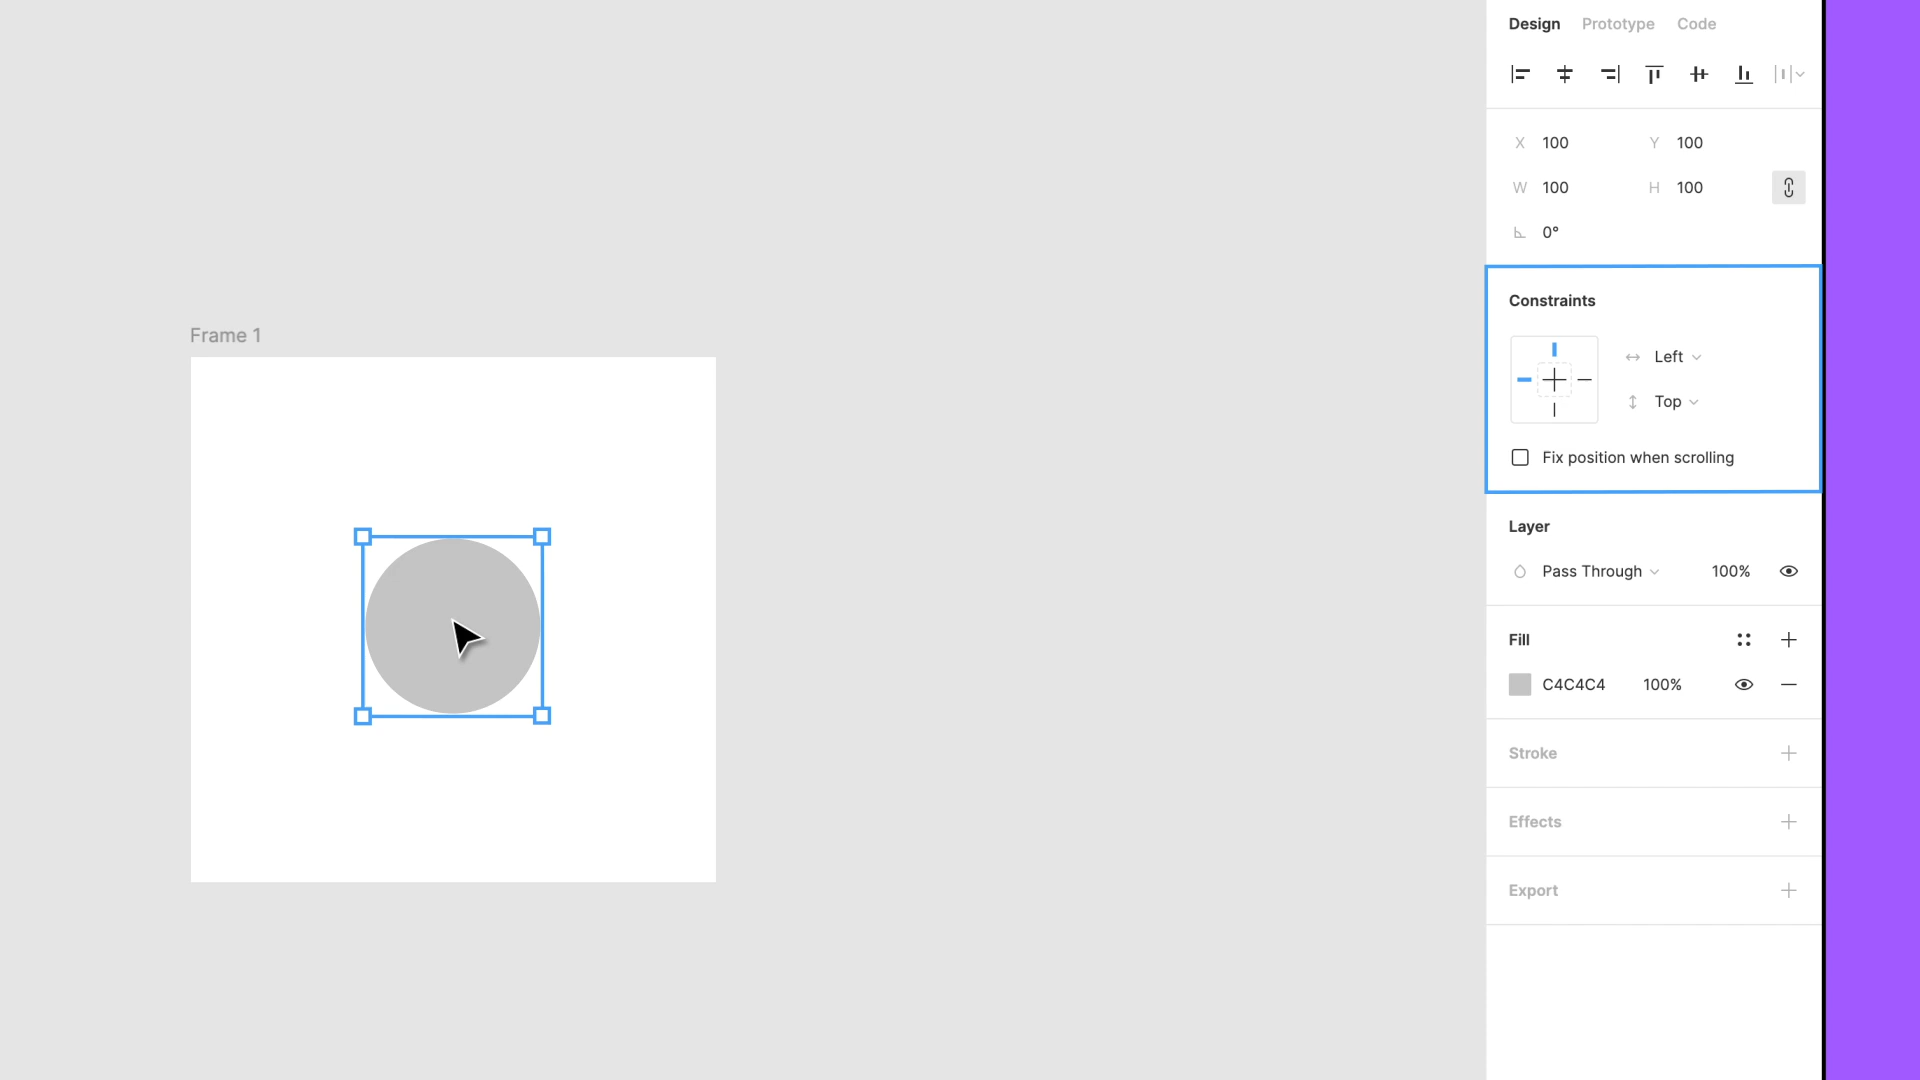 Design Prototype Code
X 100 Y 100
W 100 H 100
0°
Constraints
Frame 1
Left
Top
Fix position when scrolling
Layer
Pass Through 100%
Fill
C4C4C4 100%
Stroke
Effects
Export